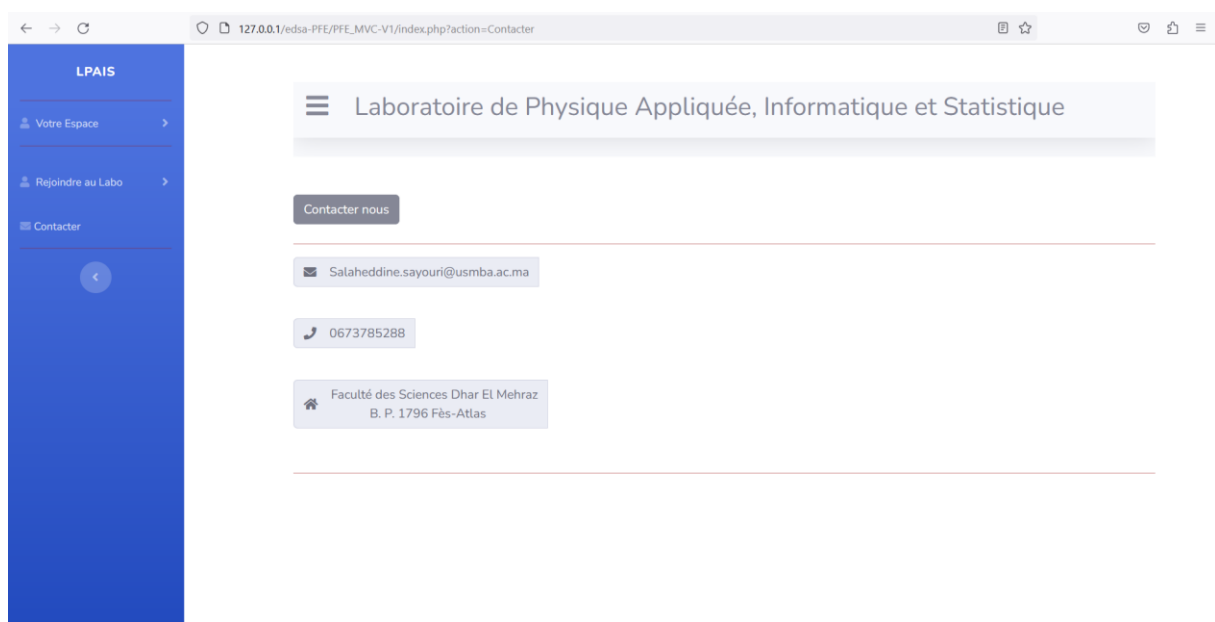 127.0.0.1/edsa-PFE/PFE_MVC-V1/index.php?action=Contacter
LPAIS
Votre Espace
Rejoindre au Labo
Contacter
Laboratoire de Physique Appliquée, Informatique et Statistique
Contacter nous
Salaheddine.sayouri@usmba.ac.ma
0673785288
Faculté des Sciences Dhar El Mehraz
B. P. 1796 Fès-Atlas